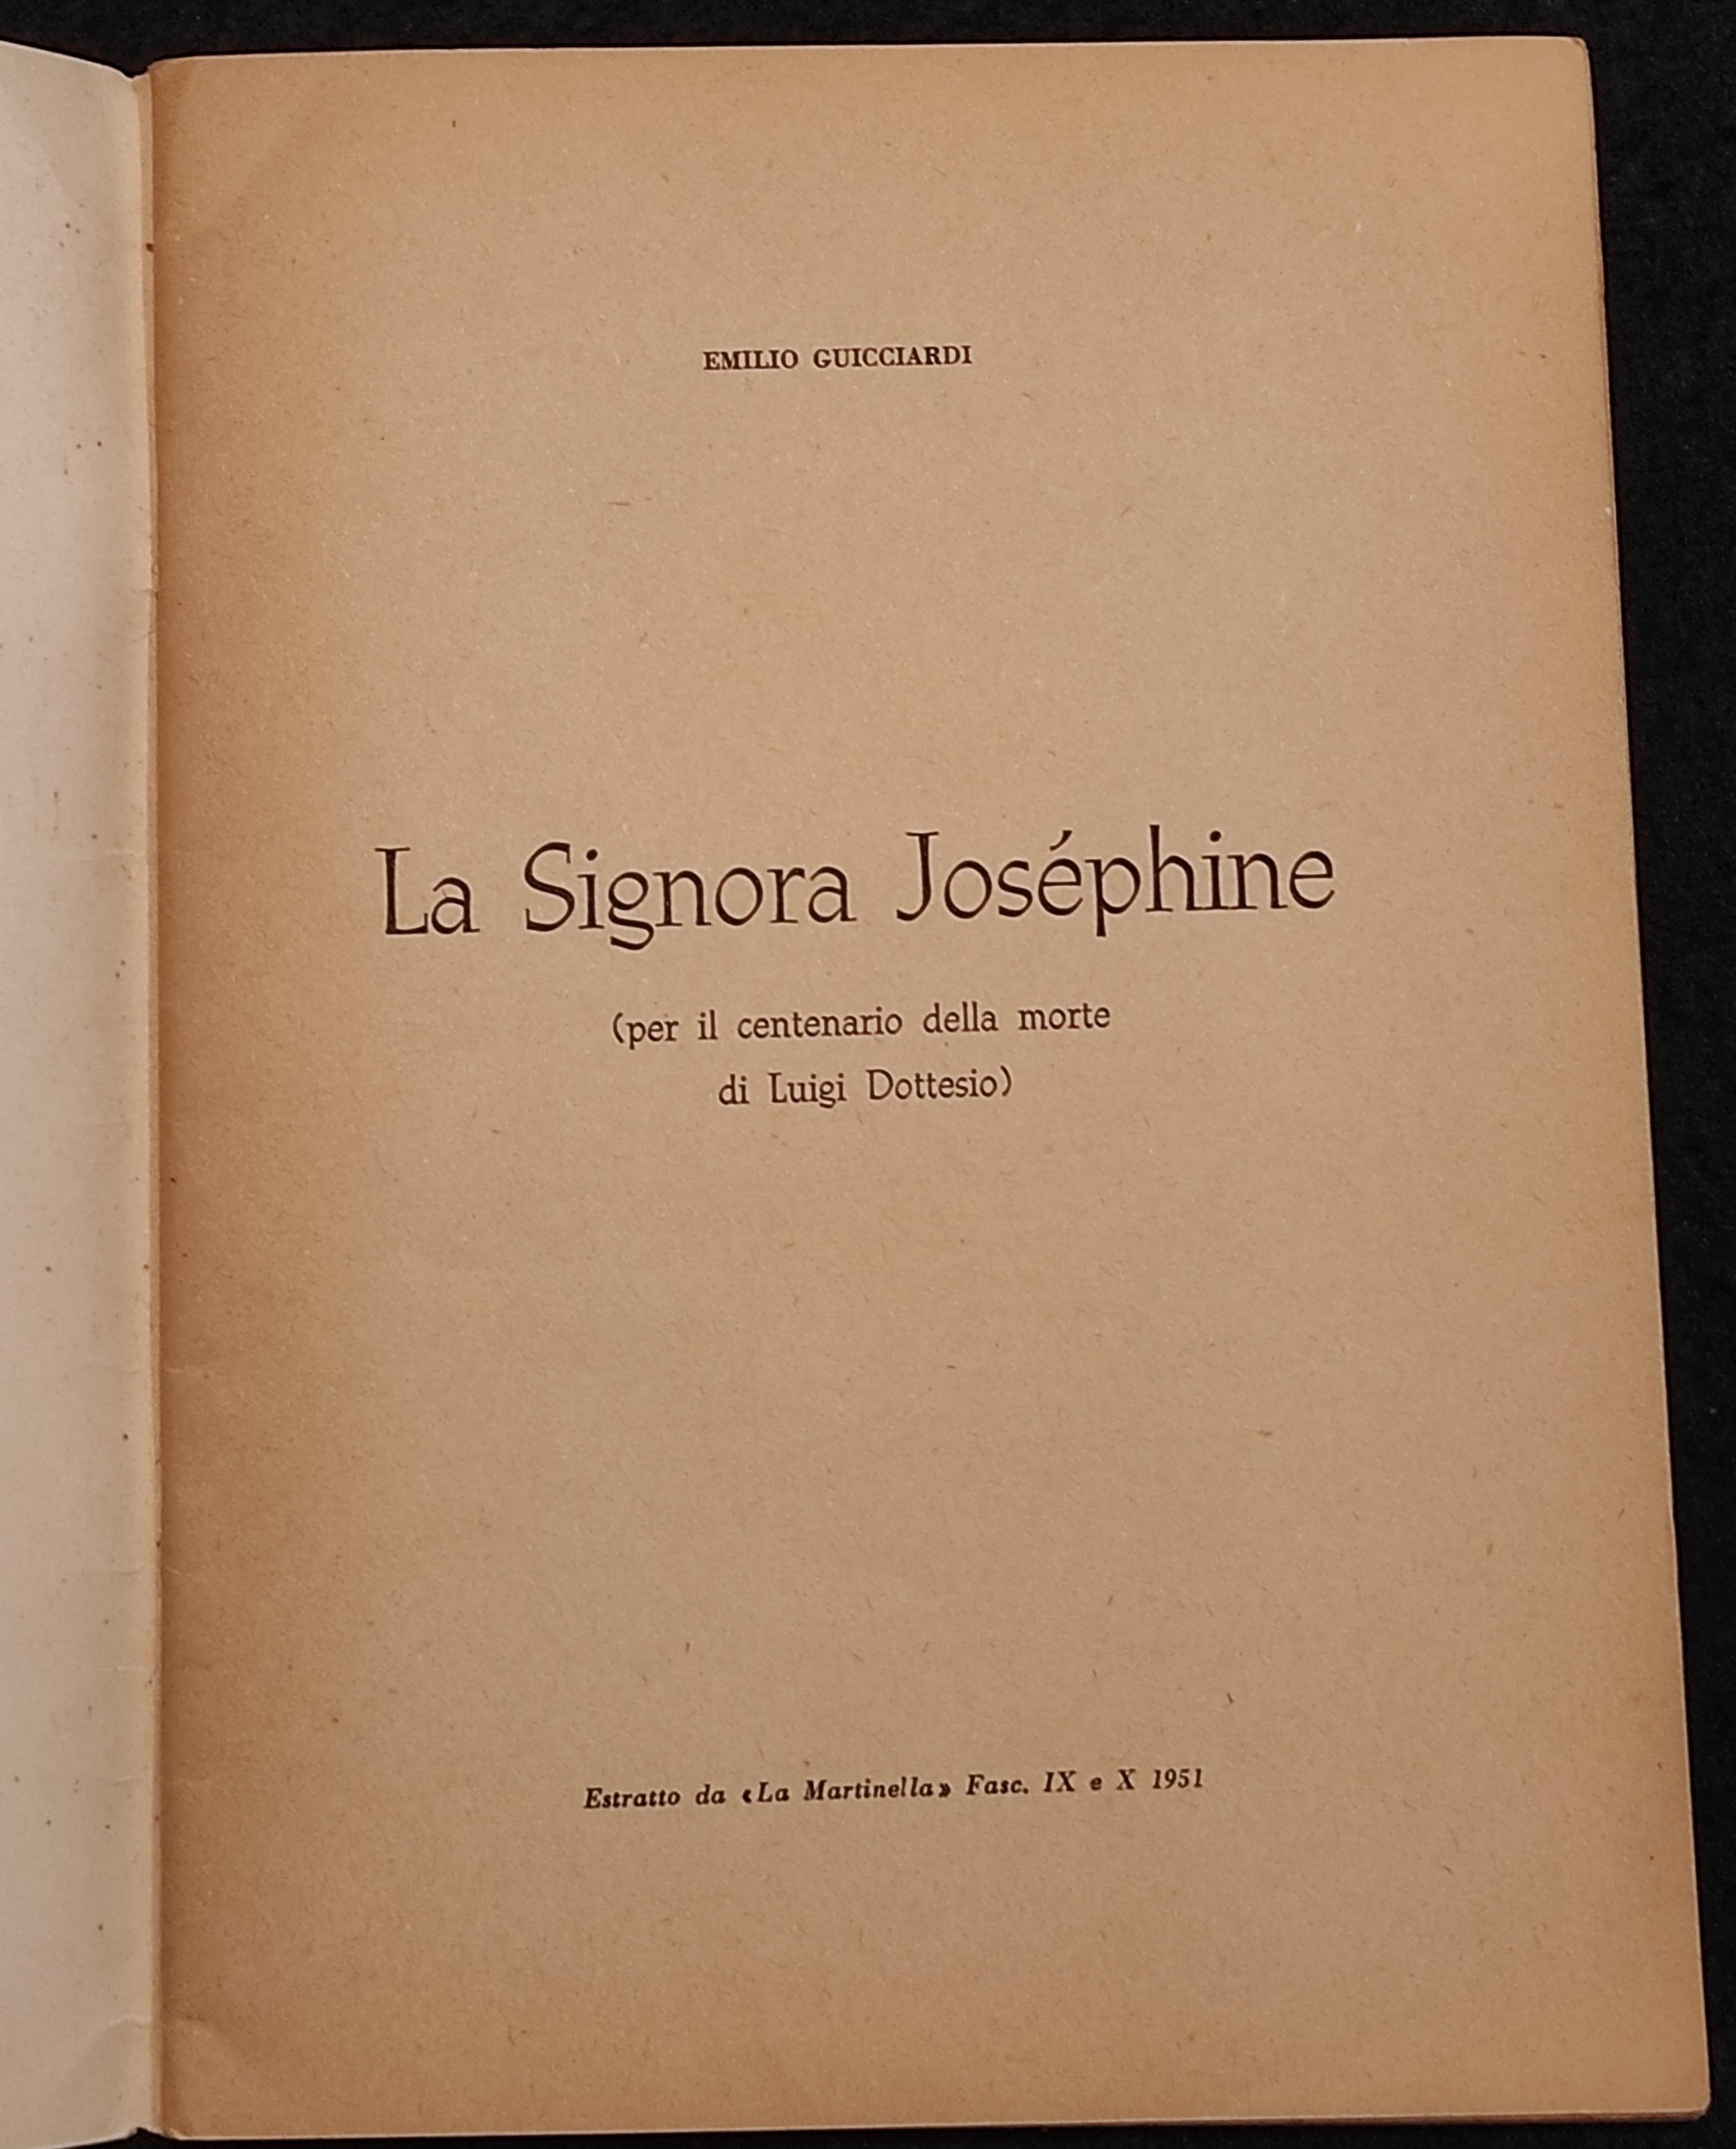 EMILIO GUICCIARDI
La Signora Joséphine
(per il centenario della morte
di Luigi Dottesio)
Estratto da «La Martinella» Fasc. IX e X 1951